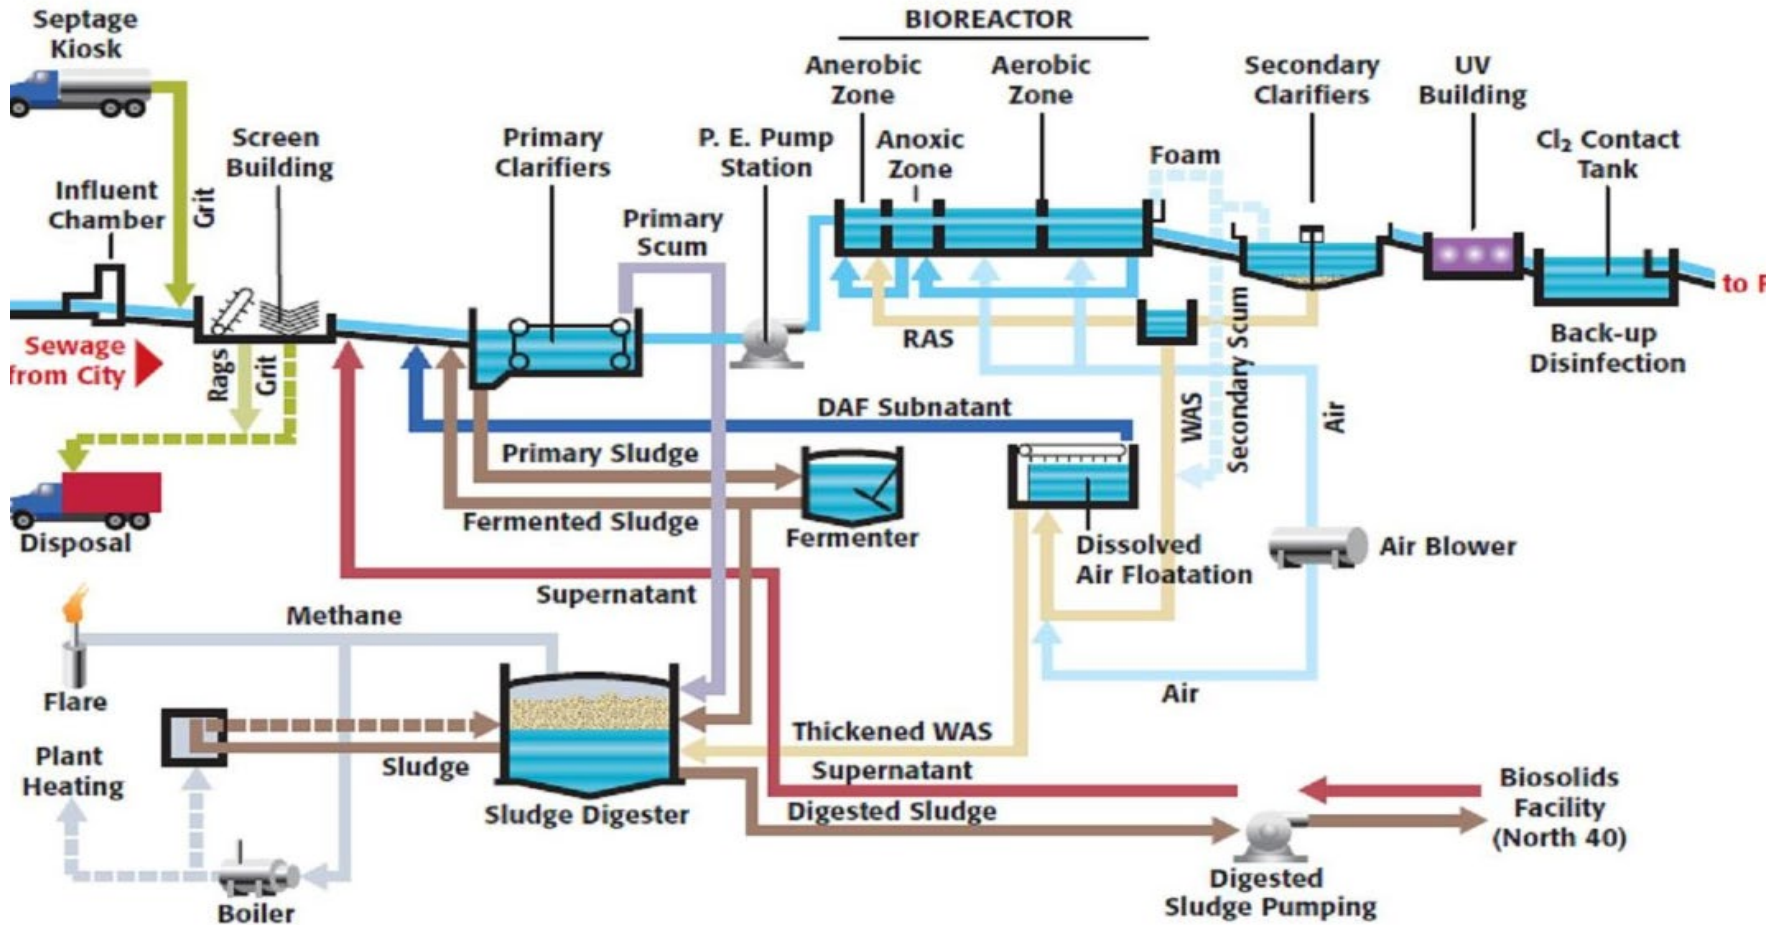 Septage
Kiosk
BIOREACTOR
Anerobic
Zone
Aerobic
Zone
Secondary
Clarifiers
UV
Building
Screen
Building
Primary
Clarifiers
P. E. Pump
Station
Anoxic
Zone
Foam
Cl₂ Contact
Tank
Influent
Chamber
Grit
Primary
Scum
Sewage
from City
Rags
Grit
RAS
WAS
Secondary Scum
Air
to
Back-up
Disinfection
DAF Subnatant
Primary Sludge
Fermented Sludge
Fermenter
Disposal
Dissolved
Air Floatation
Air Blower
Supernatant
Methane
Flare
Air
Plant
Heating
Sludge
Sludge Digester
Thickened WAS
Supernatant
Digested Sludge
Biosolids
Facility
(North 40)
Boiler
Digested
Sludge Pumping